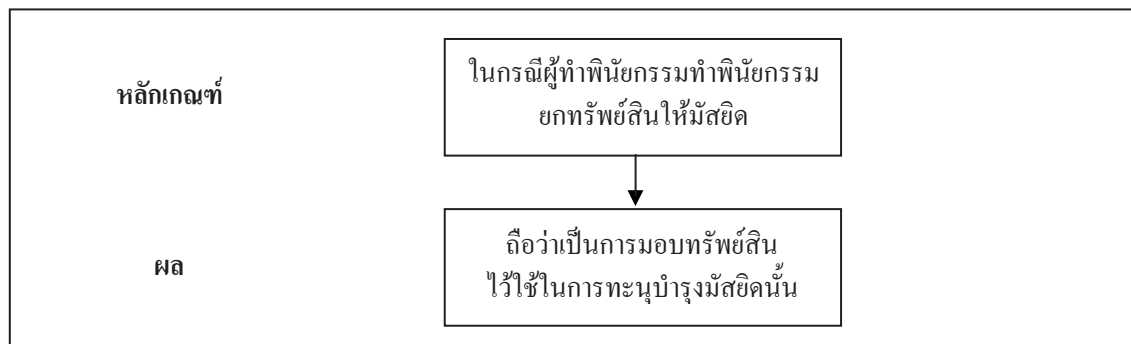 หลักเกณฑ์
ในกรณีผู้ทำพินัยกรรมทำพินัยกรรม
ยกทรัพย์สินให้มัสยิด
ผล
ถือว่าเป็นการมอบทรัพย์สิน
ไว้ใช้ในการทะนุบำรุงมัสยิดนั้น